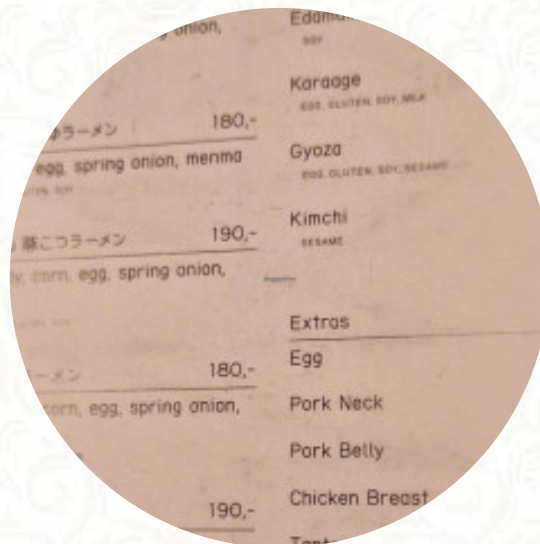 onion,
ラーメン 180,-
egg, spring onion, menma
豚こつラーメン 190,-
corn, egg, spring onion,
ーメン 180,-
corn, egg, spring onion,
190,-
Karaage
EGG, GLUTEN, SOY, MILK
Gyoza
EGG, GLUTEN, SOY, SESAME
Kimchi
SESAME
Extras
Egg
Pork Neck
Pork Belly
Chicken Breast